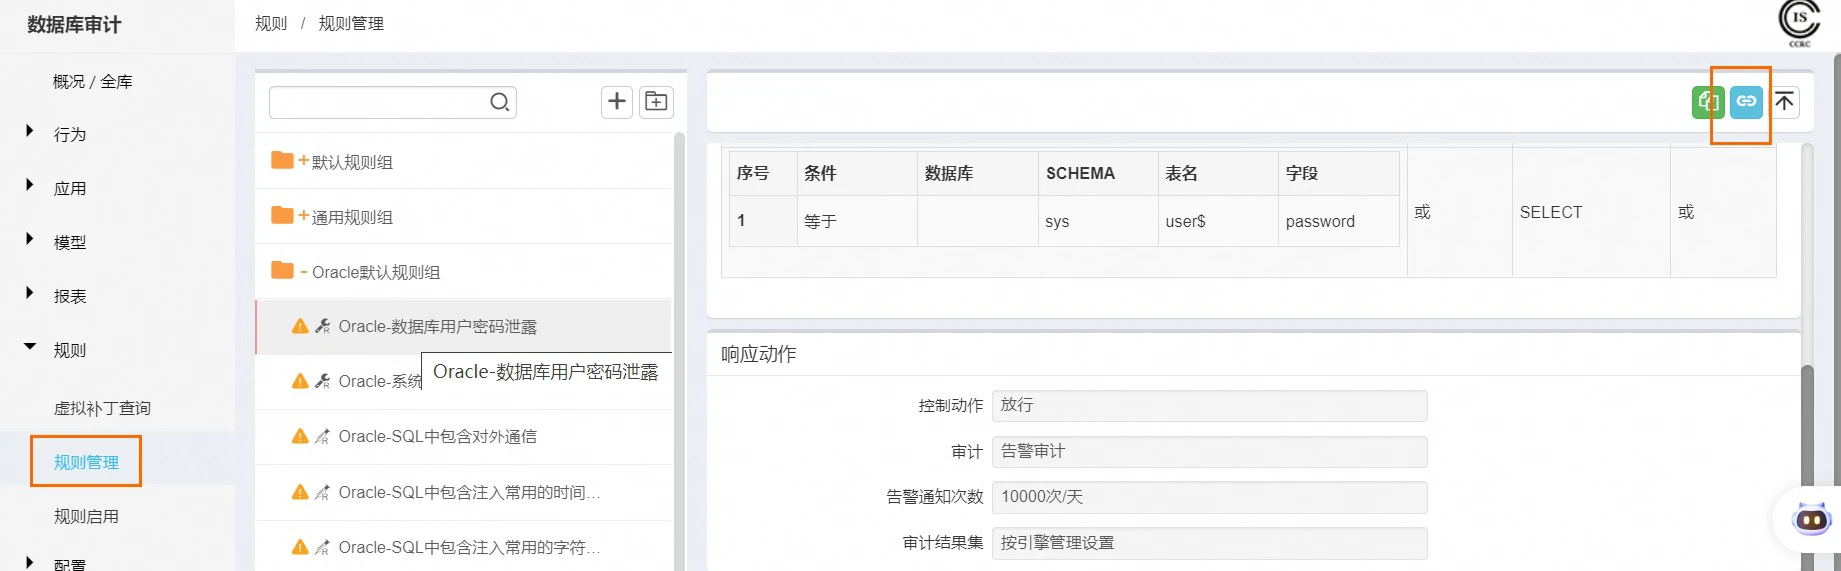 数据库审计
规则 / 规则管理
IS
CCRC
概况 / 全库
行为
应用
模型
报表
规则
虚拟补丁查询
规则管理
规则启用
配置
+默认规则组
+通用规则组
- Oracle默认规则组
Oracle-数据库用户密码泄露
Oracle-系统
Oracle-数据库用户密码泄露
Oracle-SQL中包含对外通信
Oracle-SQL中包含注入常用的时间...
Oracle-SQL中包含注入常用的字符...
序号 条件 数据库 SCHEMA 表名 字段
1 等于 sys user$ password
或 SELECT 或
响应动作
控制动作 放行
审计 告警审计
告警通知次数 10000次/天
审计结果集 按引擎管理设置